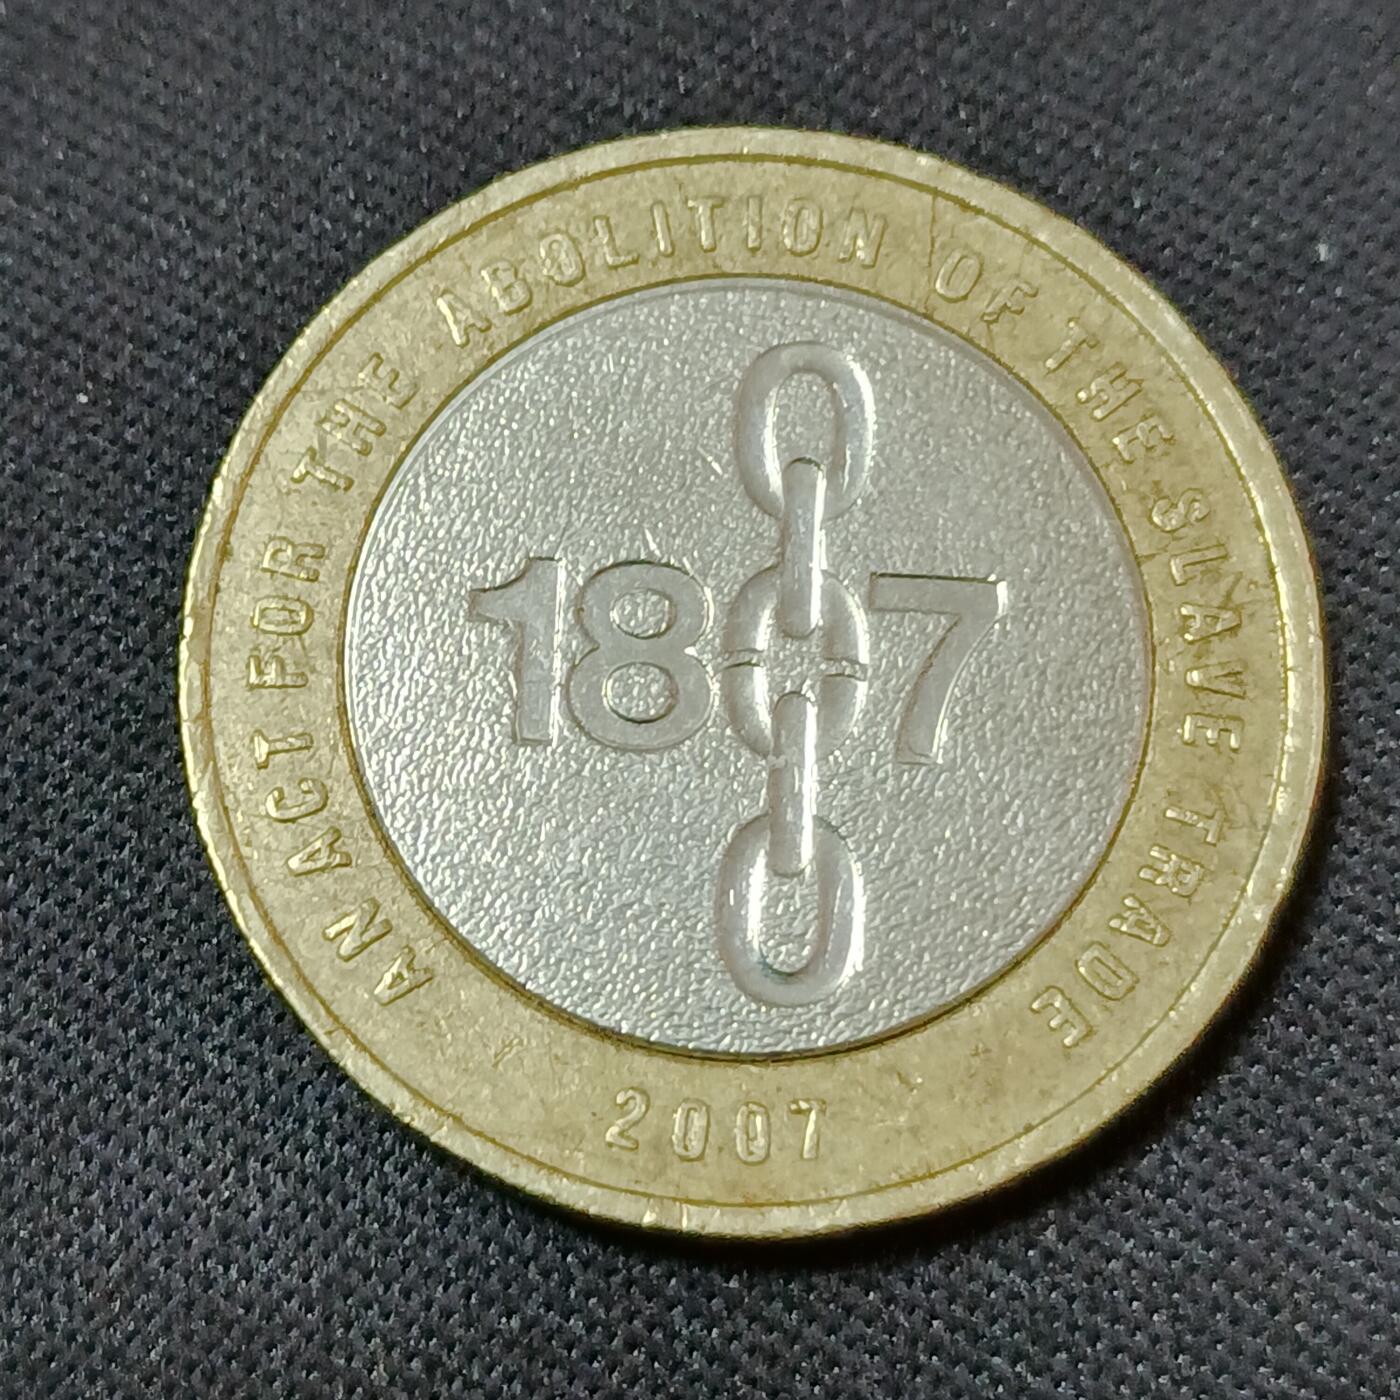 AN ACT FOR THE ABOLITION OF THE SLAVE TRADE
1807
2007